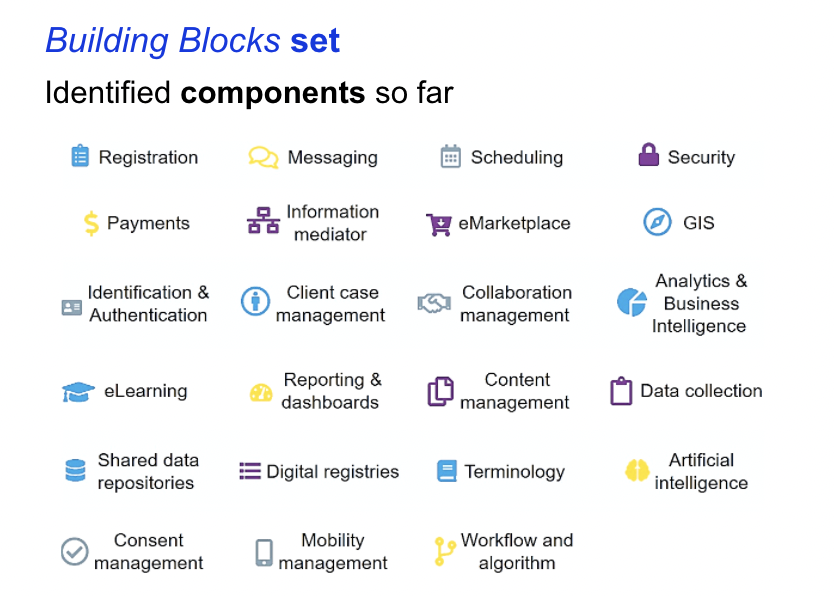 Building Blocks set
Identified components so far
Registration
Messaging
Scheduling
Security
Payments
Information
mediator
eMarketplace
GIS
Identification &
Authentication
Client case
management
Collaboration
management
Analytics &
Business
Intelligence
eLearning
Reporting &
dashboards
Content
management
Data collection
Shared data
repositories
Digital registries
Terminology
Artificial
intelligence
Consent
management
Mobility
management
Workflow and
algorithm